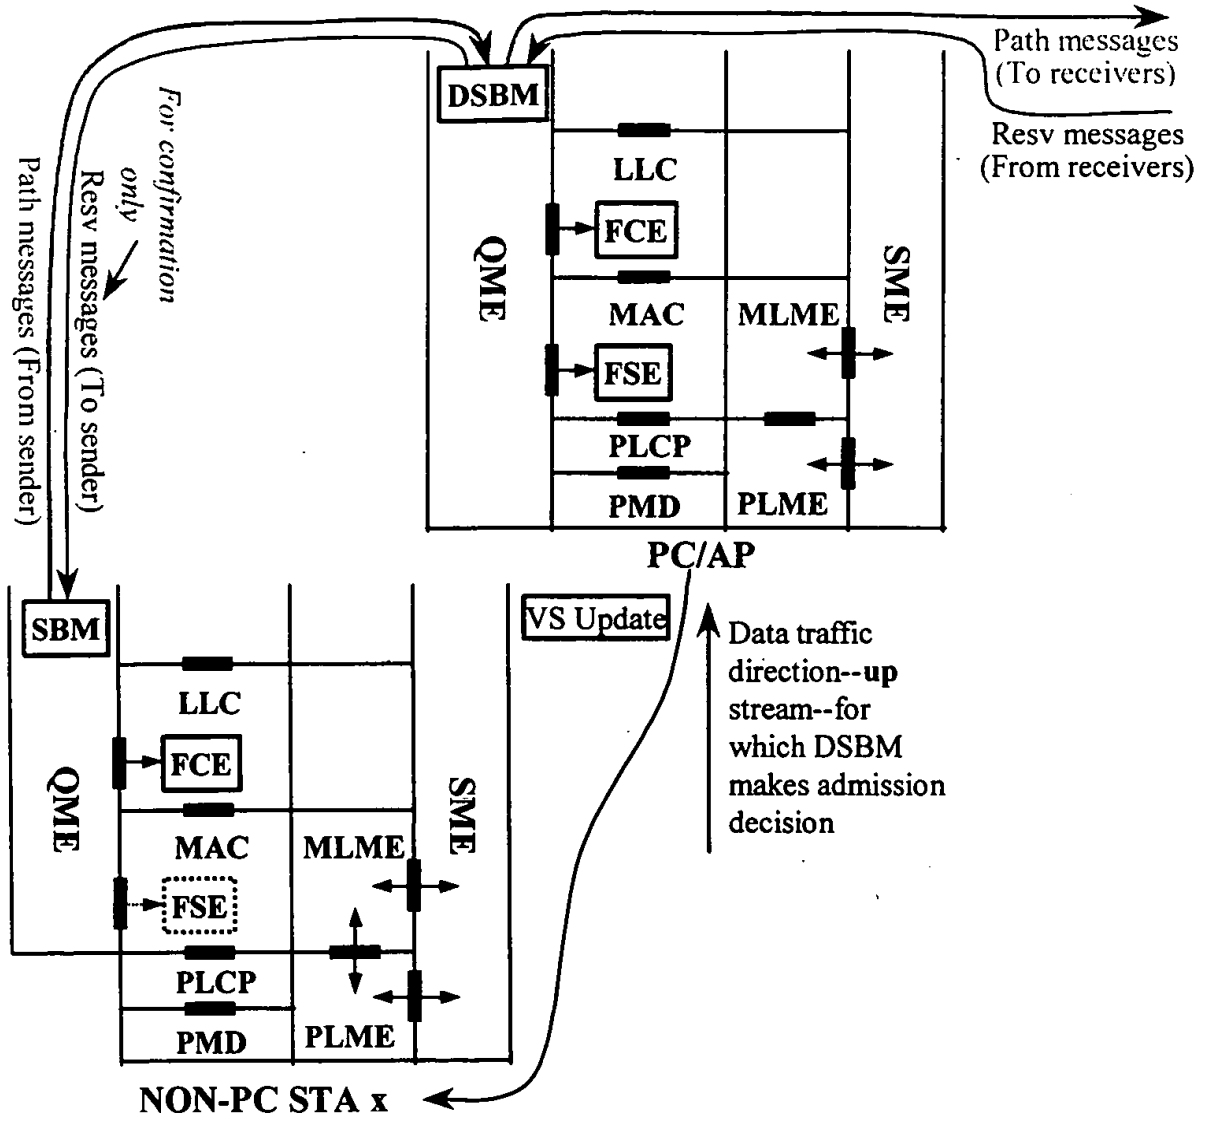 Path messages
(To receivers)
Resv messages
(From receivers)
DSBM
LLC
FCE
QME
SME
MAC
MLME
FSE
PLCP
PMD
PLME
PC/AP
For confirmation
only
Resv messages (To sender)
Path messages (From sender)
VS Update
Data traffic
direction--up
stream--for
which DSBM
makes admission
decision
SBM
LLC
FCE
QME
SME
MAC
MLME
FSE
PLCP
PMD
PLME
NON-PC STA x